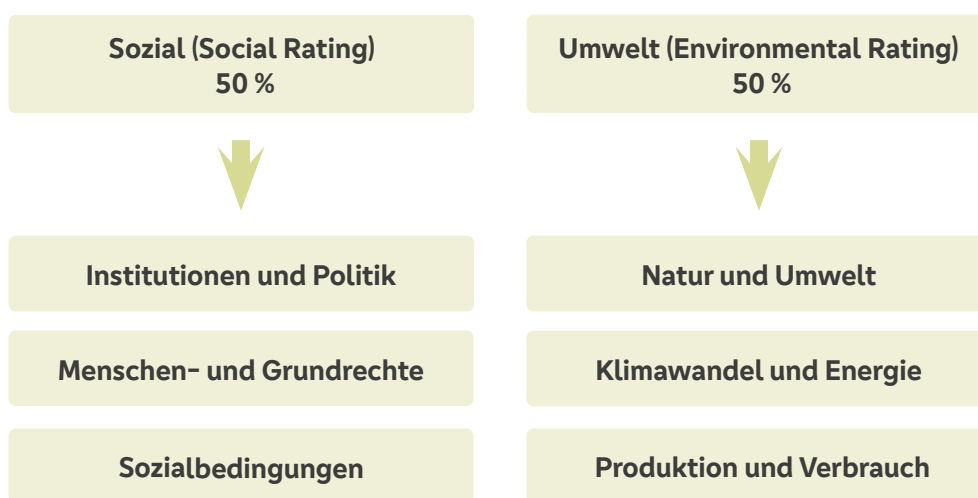 Sozial (Social Rating)
50 %
Umwelt (Environmental Rating)
50 %
Institutionen und Politik
Natur und Umwelt
Menschen- und Grundrechte
Klimawandel und Energie
Sozialbedingungen
Produktion und Verbrauch